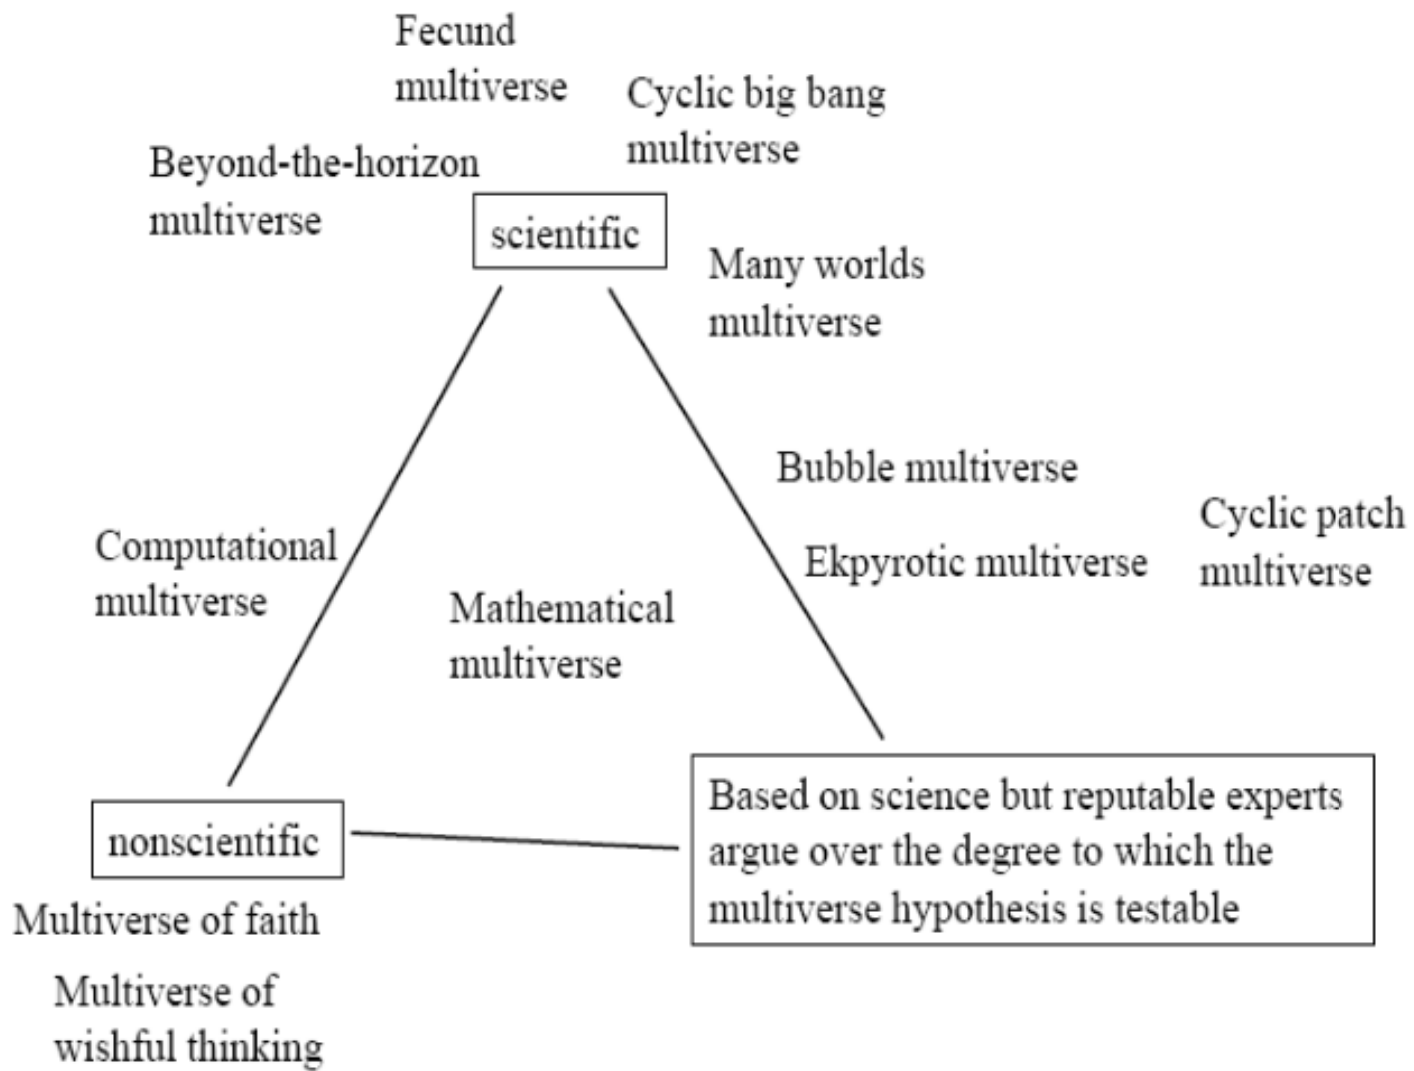 Fecund
multiverse
Cyclic big bang
multiverse
Beyond-the-horizon
multiverse
scientific
Many worlds
multiverse
Bubble multiverse
Cyclic patch
multiverse
Ekpyrotic multiverse
Computational
multiverse
Mathematical
multiverse
nonscientific
Based on science but reputable experts
argue over the degree to which the
multiverse hypothesis is testable
Multiverse of faith
Multiverse of
wishful thinking